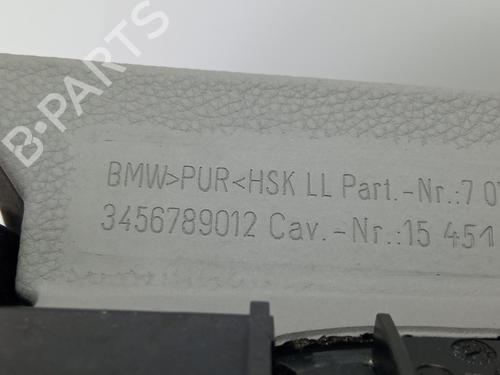 B-PARTS
BMW>PUR<HSK LL Part.-Nr.:7 0
3456789012 Cav.-Nr.:15 451